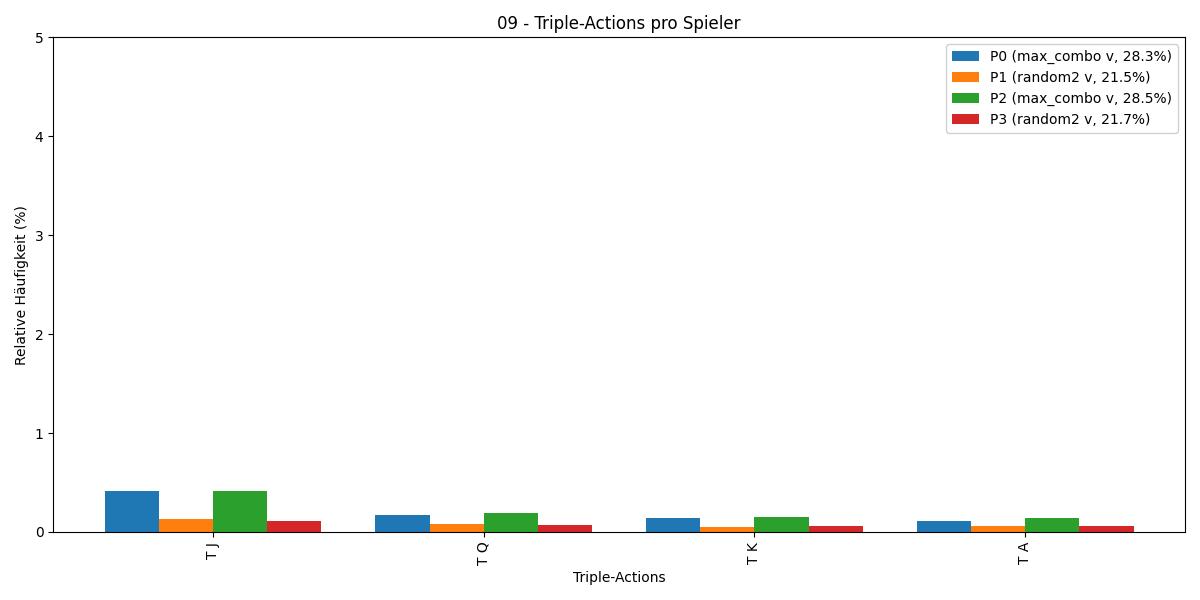 09 - Triple-Actions pro Spieler
5
4
3
2
1
0
Relative Häufigkeit (%)
P0 (max_combo v, 28.3%)
P1 (random2 v, 21.5%)
P2 (max_combo v, 28.5%)
P3 (random2 v, 21.7%)
T J
T Q
T K
T A
Triple-Actions